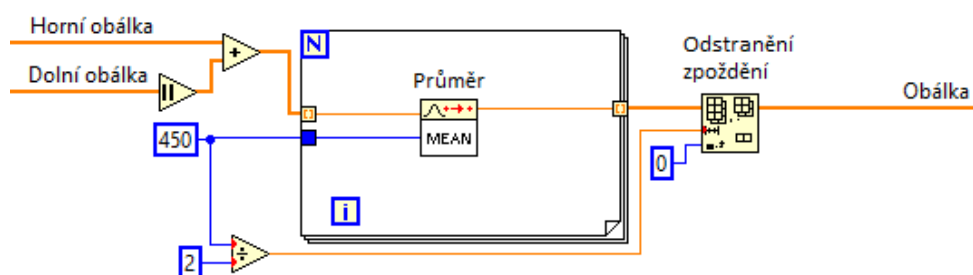 Horní obálka
Dolní obálka
+
N
Průměr
MEAN
Odstranění
zpoždění
Obálka
450
0
i
2
÷